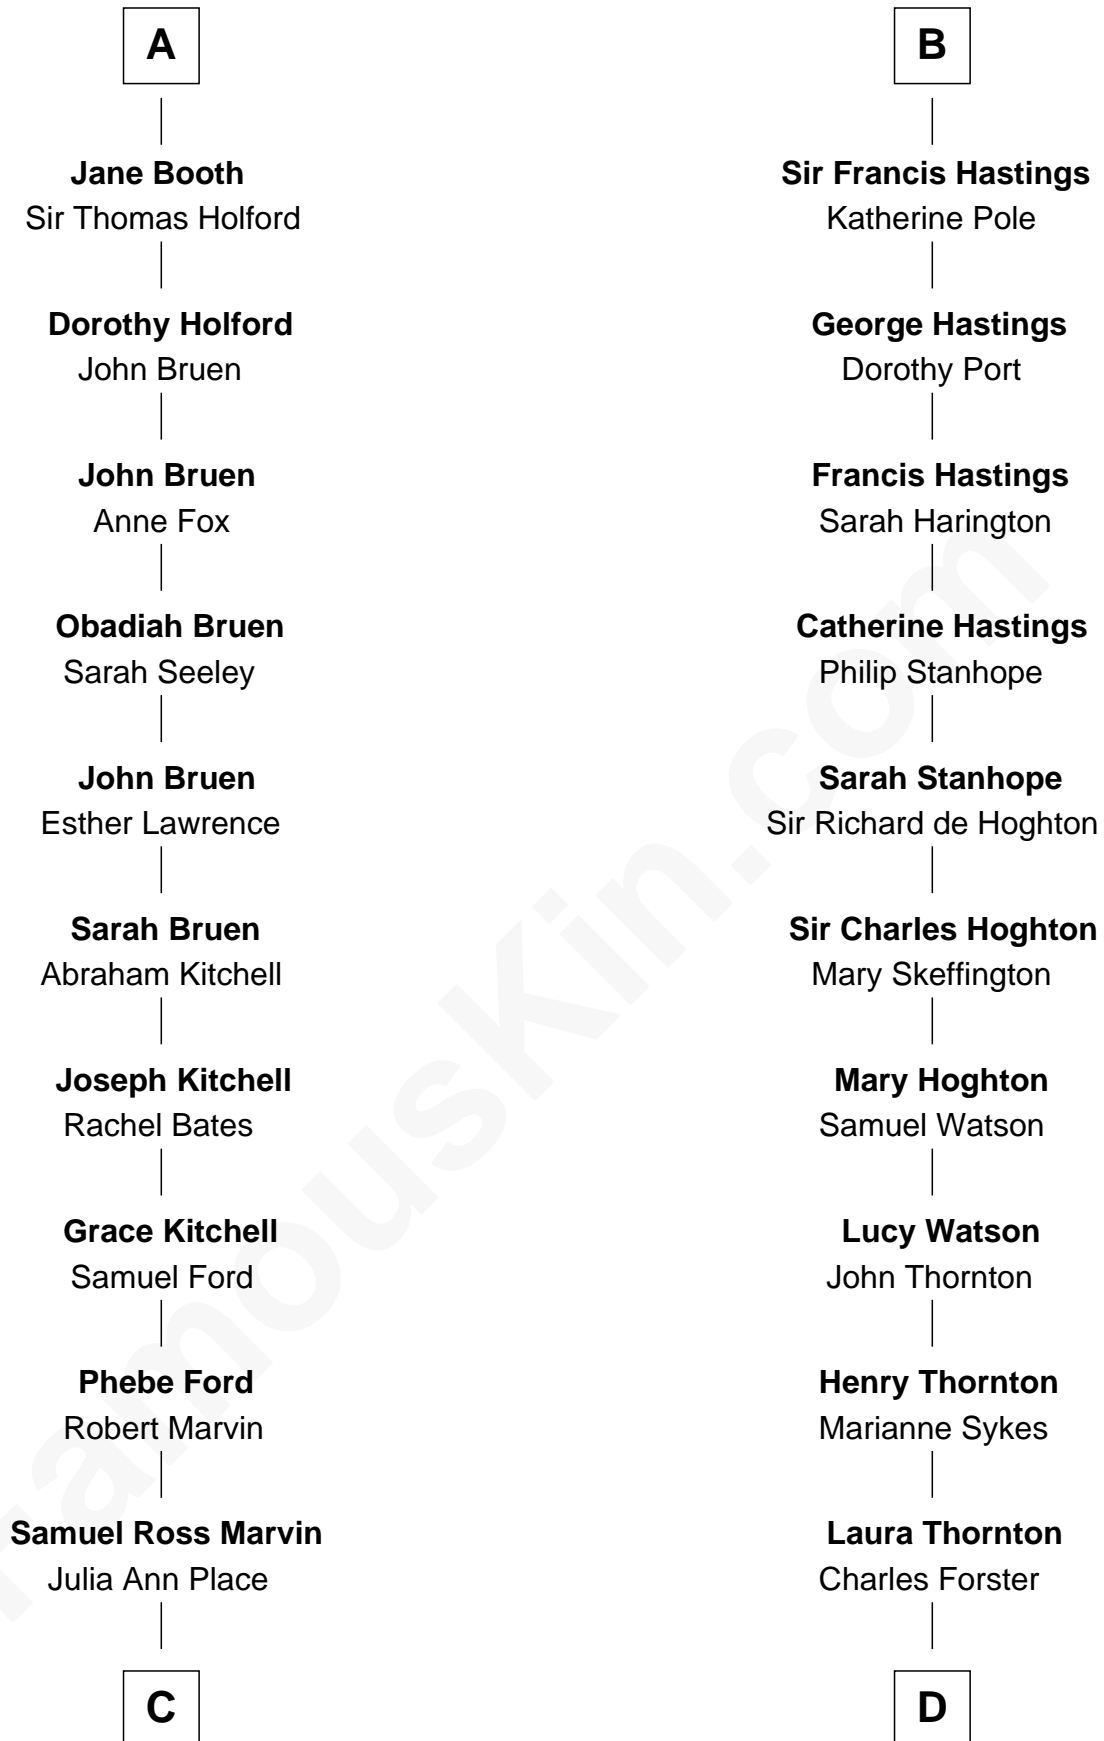 A
Jane Booth
Sir Thomas Holford
Dorothy Holford
John Bruen
John Bruen
Anne Fox
Obadiah Bruen
Sarah Seeley
John Bruen
Esther Lawrence
Sarah Bruen
Abraham Kitchell
Joseph Kitchell
Rachel Bates
Grace Kitchell
Samuel Ford
Phebe Ford
Robert Marvin
Samuel Ross Marvin
Julia Ann Place
C
B
Sir Francis Hastings
Katherine Pole
George Hastings
Dorothy Port
Francis Hastings
Sarah Harington
Catherine Hastings
Philip Stanhope
Sarah Stanhope
Sir Richard de Hoghton
Sir Charles Hoghton
Mary Skeffington
Mary Hoghton
Samuel Watson
Lucy Watson
John Thornton
Henry Thornton
Marianne Sykes
Laura Thornton
Charles Forster
D
FamousKin.com